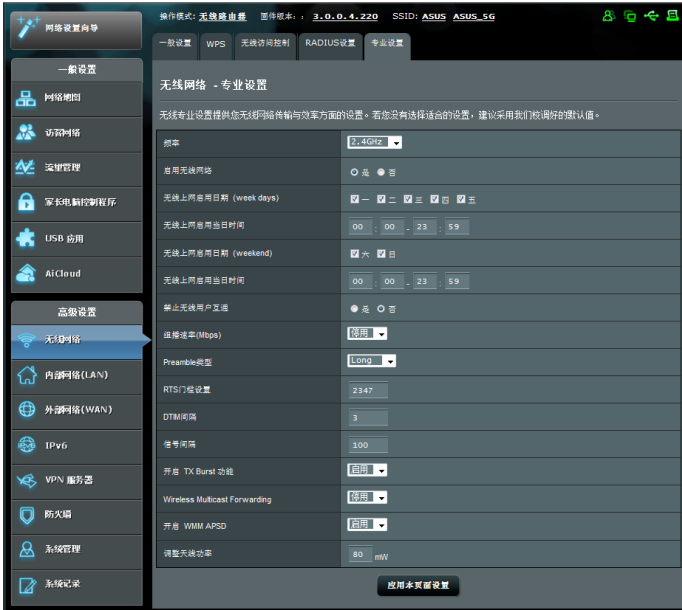 操作模式: 无线路由器 固件版本: : 3.0.0.4.220 SSID: ASUS ASUS_5G
网络设置向导
一般设置 WPS 无线访问控制 RADIUS设置 专业设置
一般设置
网络地图
访客网络
流量管理
家长电脑控制程序
USB 应用
AiCloud
高级设置
无线网络
内部网络(LAN)
外部网络(WAN)
IPv6
VPN 服务器
防火墙
系统管理
系统记录
无线网络 - 专业设置
无线专业设置提供您无线网络传输与效率方面的设置。若您没有选择适合的设置，建议采用我们校调好的默认值。
频率 2.4GHz
启用无线网络 是 否
无线上网启用日期 (week days) 一 二 三 四 五
无线上网启用当日时间 00 : 00 - 23 : 59
无线上网启用日期 (weekend) 六 日
无线上网启用当日时间 00 : 00 - 23 : 59
禁止无线用户互通 是 否
组播速率(Mbps) 停用
Preamble类型 Long
RTS门槛设置 2347
DTIM间隔 3
信号间隔 100
开启 TX Burst 功能 启用
Wireless Multicast Forwarding 停用
开启 WMM APSD 启用
调整天线功率 80 mW
应用本页面设置